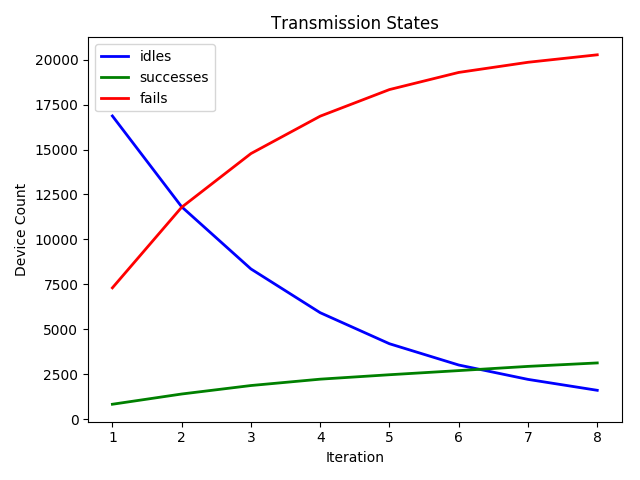 Transmission States
idles
successes
fails
20000
17500
15000
12500
10000
7500
5000
2500
0
Device Count
1 2 3 4 5 6 7 8
Iteration